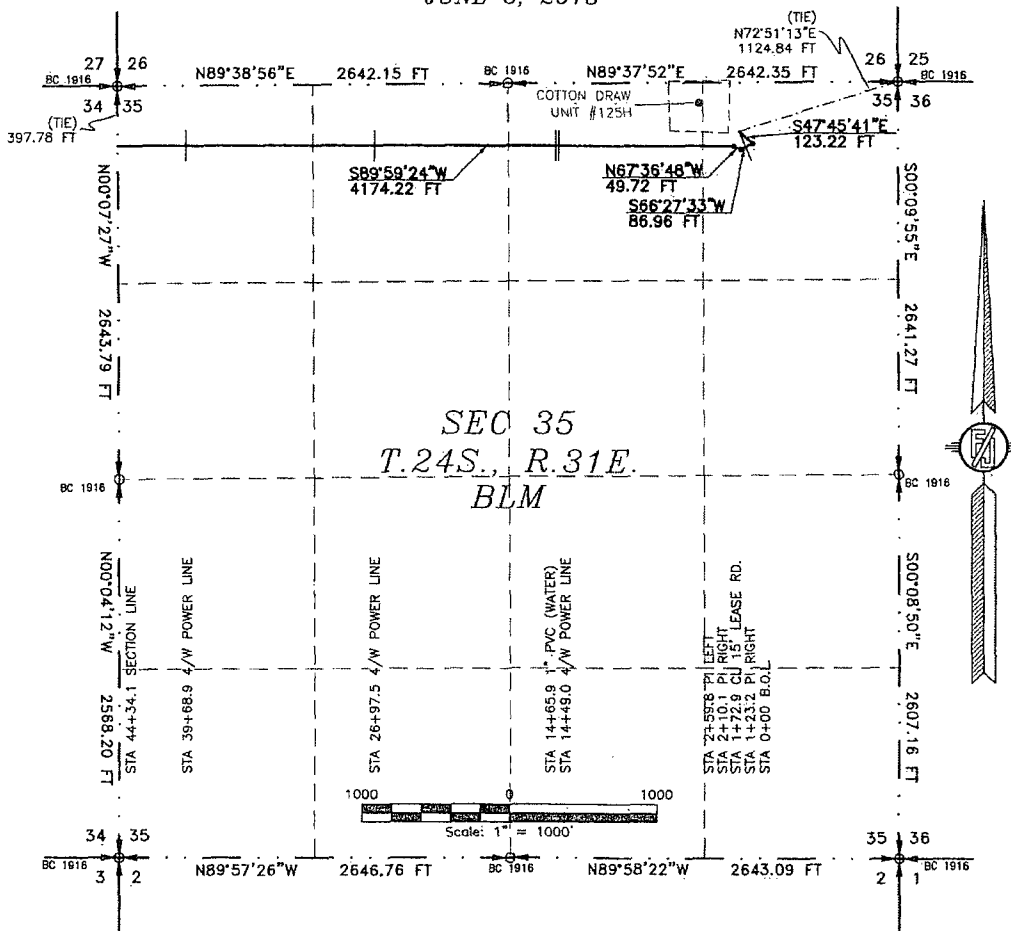 (TIE)
N72°51'13"E
1124.84 FT
27 26
BC 1916
34 35
N89°38'56"E 2642.15 FT
BC 1916
N89°37'52"E 2642.35 FT
26 25
BC 1916
35 36
(TIE)
397.78 FT
COTTON DRAW
UNIT #125H
S47°45'41"E
123.22 FT
S89°59'24"W
4174.22 FT
N67°36'48"W
49.72 FT
S66°27'33"W
86.96 FT
N00°07'27"W 2643.79 FT
S00°09'55"E 2641.27 FT
SEC 35
T.24S., R.31E.
BLM
BC 1916
BC 1916
N00°04'12"W 2568.20 FT
STA 44+34.1 SECTION LINE
STA 39+68.9 4/W POWER LINE
STA 26+97.5 4/W POWER LINE
STA 14+65.9 1" PVC (WATER)
STA 14+49.0 4/W POWER LINE
STA 2+59.8 PI LEFT
STA 2+10.1 PI RIGHT
STA 1+72.9 CL 15' LEASE RD.
STA 1+23.2 PI RIGHT
STA 0+00 B.O.L.
S00°08'50"E 2607.16 FT
1000 0 1000
Scale: 1" = 1000'
34 35
BC 1916
3 2
N89°57'26"W 2646.76 FT
BC 1916
N89°58'22"W 2643.09 FT
35 36
BC 1916
2 1